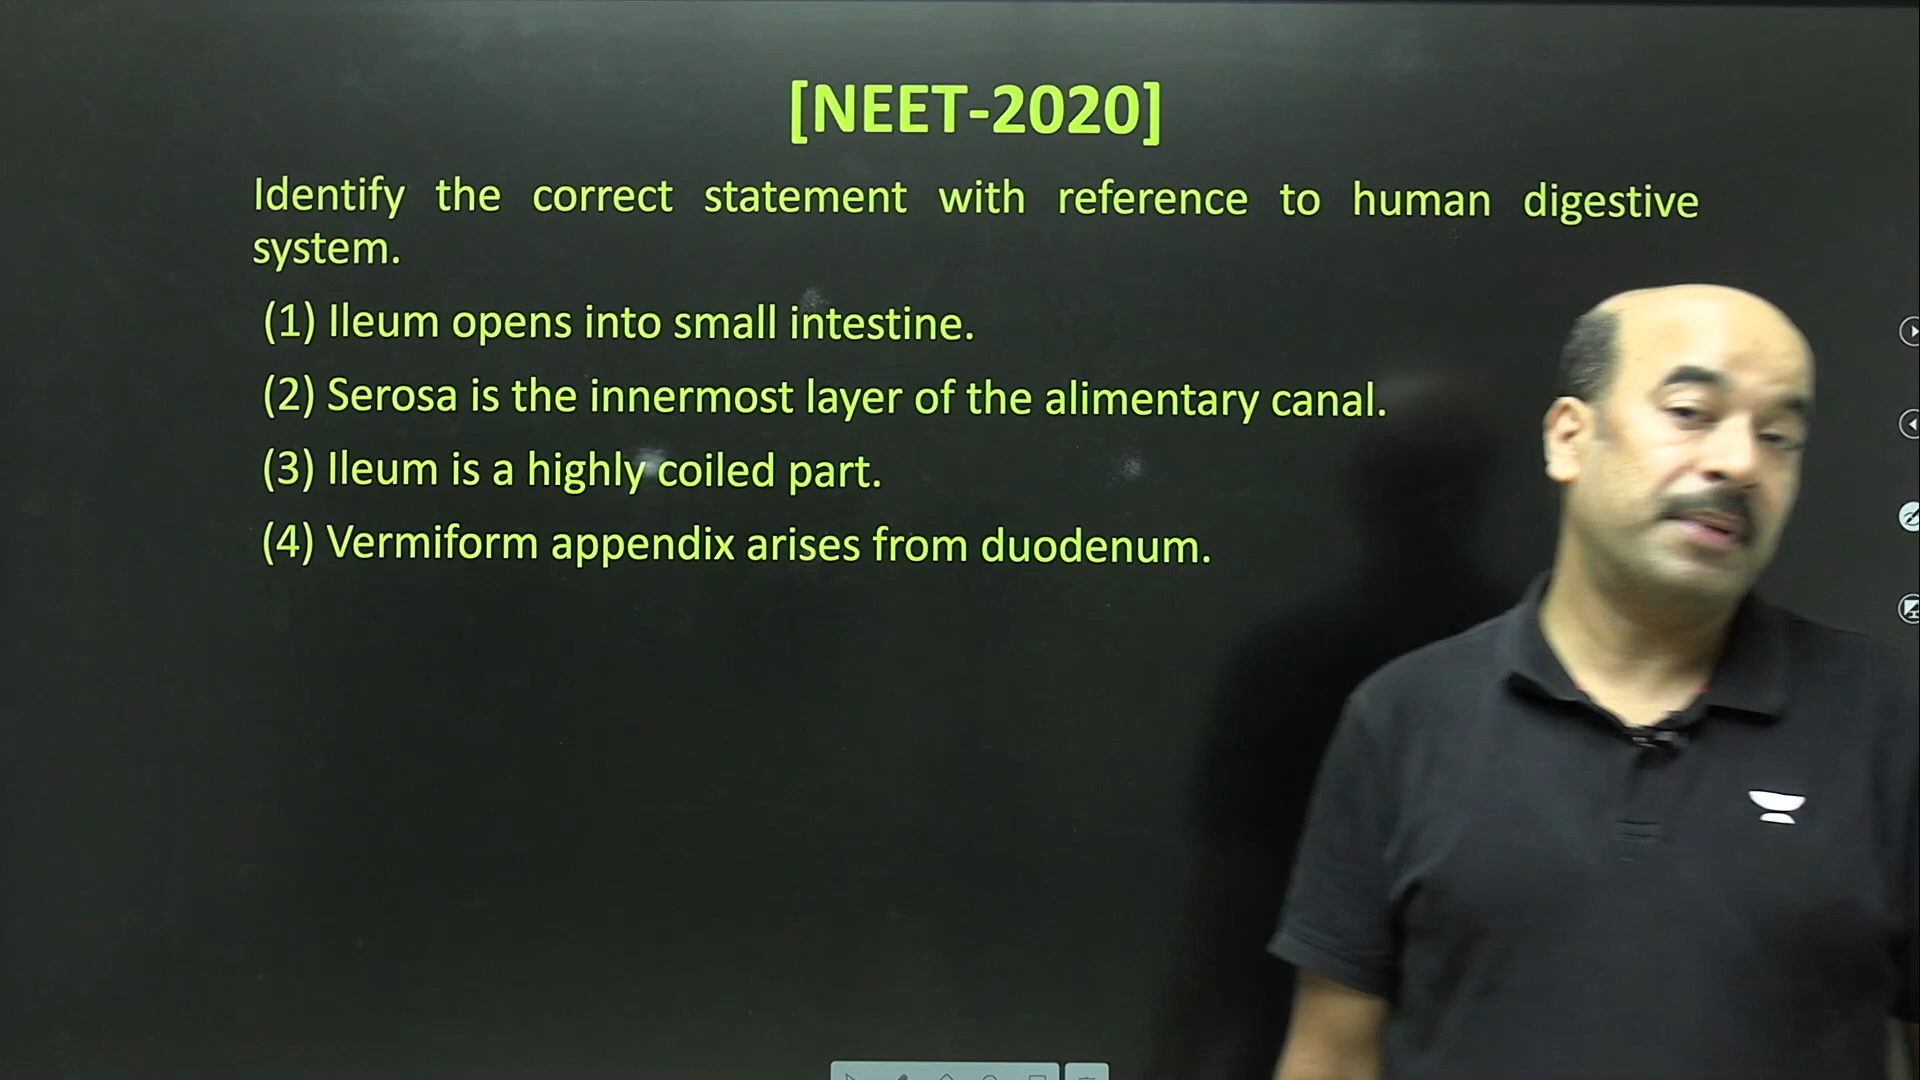 [NEET-2020]
Identify the correct statement with reference to human digestive
system.
(1) Ileum opens into small intestine.
(2) Serosa is the innermost layer of the alimentary canal.
(3) Ileum is a highly coiled part.
(4) Vermiform appendix arises from duodenum.